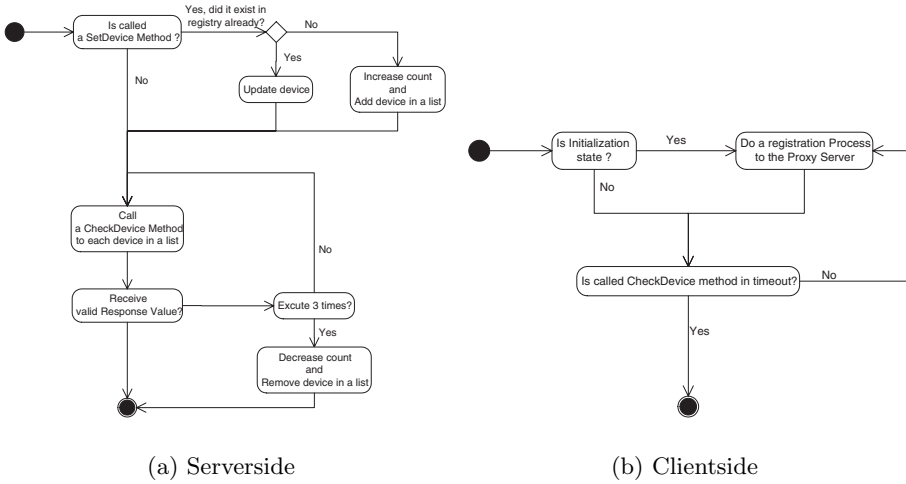 Is called
a SetDevice Method ?
Yes, did it exist in
registry already?
No
Yes
No
Update device
Increase count
and
Add device in a list
Call
a CheckDevice Method
to each device in a list
No
Receive
valid Response Value?
Excute 3 times?
Yes
Decrease count
and
Remove device in a list
(a) Serverside
Is Initialization
state ?
Yes
Do a registration Process
to the Proxy Server
No
Is called CheckDevice method in timeout?
No
Yes
(b) Clientside